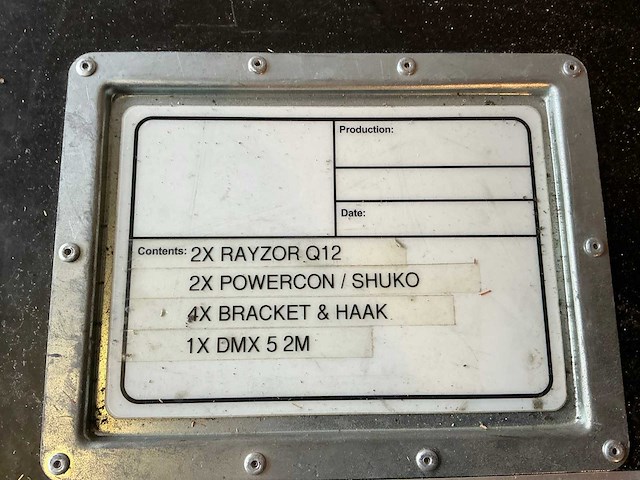 Production:
Date:
Contents: 2X RAYZOR Q12
2X POWERCON / SHUKO
4X BRACKET & HAAK
1X DMX 5 2M